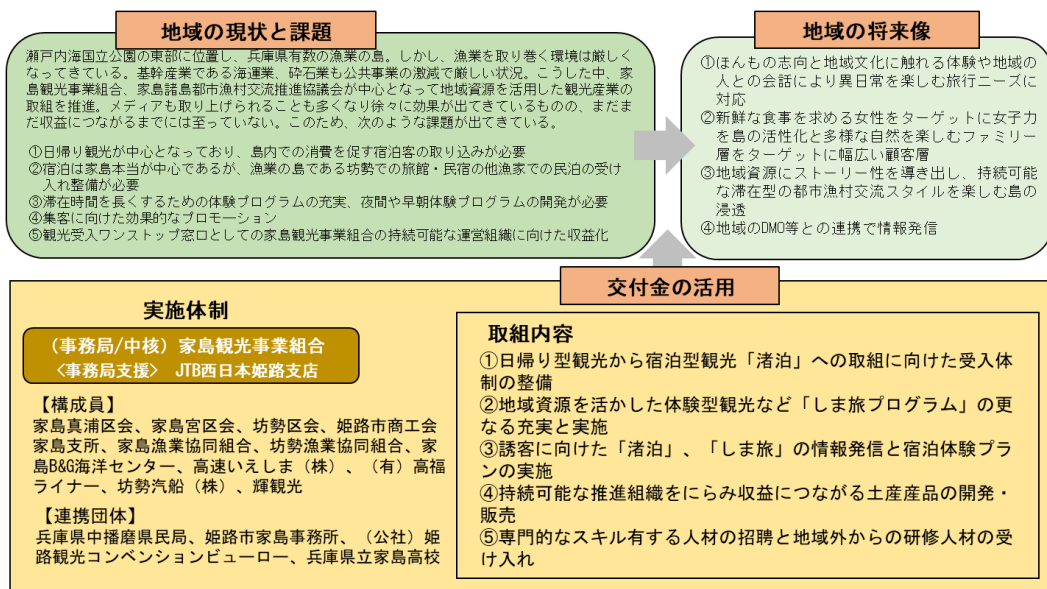 地域の現状と課題
瀬戸内海国立公園の東部に位置し、兵庫県有数の漁業の島。しかし、漁業を取り巻く環境は厳しく
なってきている。基幹産業である海運業、砕石業も公共事業の激減で厳しい状況。こうした中、家
島観光事業組合、家島諸島都市漁村交流推進協議会が中心となって地域資源を活用した観光産業
の取組を推進。メディアも取り上げられることも多くなり徐々に効果が出てきているものの、まだま
だ収益につながるまでには至っていない。このため、次のような課題が出てきている。
①日帰り観光が中心となっており、島内での消費を促す宿泊客の取り込みが必要
②宿泊は家島本当が中心であるが、漁業の島である坊勢での旅館・民宿の他漁家での民泊の受け
入れ整備が必要
③滞在時間を長くするための体験プログラムの充実、夜間や早朝体験プログラムの開発が必要
④集客に向けた効果的なプロモーション
⑤観光受入ワンストップ窓口としての家島観光事業組合の持続可能な運営組織に向けた収益化
地域の将来像
①ほんもの志向と地域文化に触れる体験や地域の
人との会話により異日常を楽しむ旅行ニーズに
対応
②新鮮な食事を求める女性をターゲットに女子力
を島の活性化と多様な自然を楽しむファミリー
層をターゲットに幅広い顧客層
③地域資源にストーリー性を導き出し、持続可能
な滞在型の都市漁村交流スタイルを楽しむ島の
浸透
④地域のDMO等との連携で情報発信
交付金の活用
実施体制
（事務局/中核）家島観光事業組合
＜事務局支援＞ JTB西日本姫路支店
【構成員】
家島真浦区会、家島宮区会、坊勢区会、姫路市商工会
家島支所、家島漁業協同組合、坊勢漁業協同組合、家
島B&G海洋センター、高速いえしま（株）、（有）高福
ライナー、坊勢汽船（株）、輝観光
【連携団体】
兵庫県中播磨県民局、姫路市家島事務所、（公社）姫
路観光コンベンションビューロー、兵庫県立家島高校
取組内容
①日帰り型観光から宿泊型観光「渚泊」への取組に向けた受入体
制の整備
②地域資源を活かした体験型観光など「しま旅プログラム」の更
なる充実と実施
③誘客に向けた「渚泊」、「しま旅」の情報発信と宿泊体験プラ
ンの実施
④持続可能な推進組織をにらみ収益につながる土産産品の開発・
販売
⑤専門的なスキル有する人材の招聘と地域外からの研修人材の受
け入れ